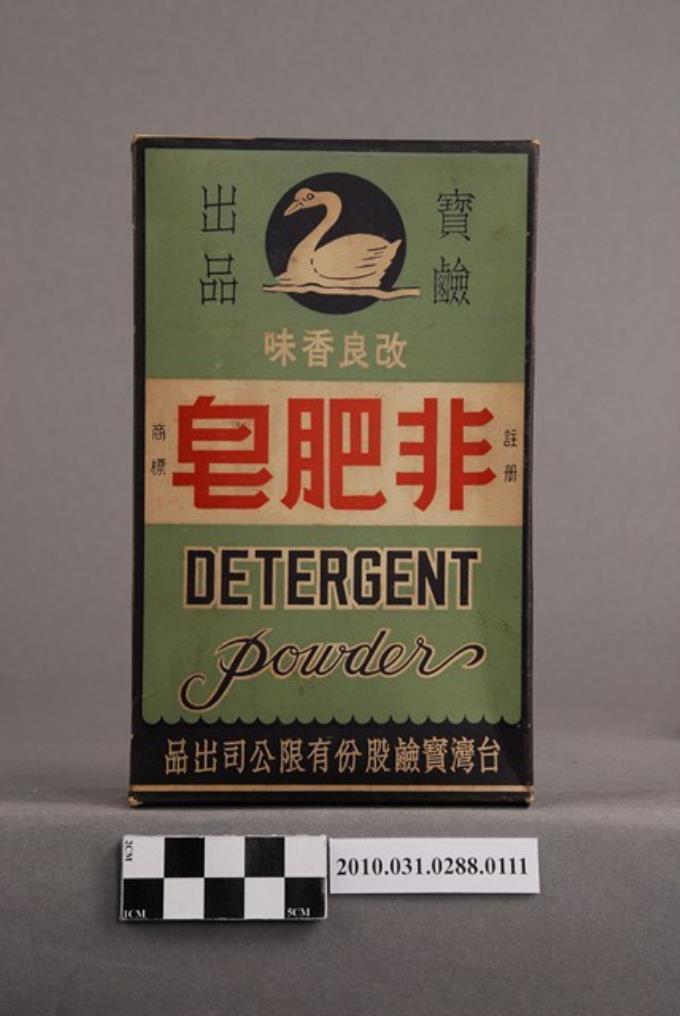 寶鹼
出品
改良香味
註册
非肥皂
商標
DETERGENT
powder
台灣寶鹼股份有限公司出品
2CM
1CM
5CM
2010.031.0288.0111